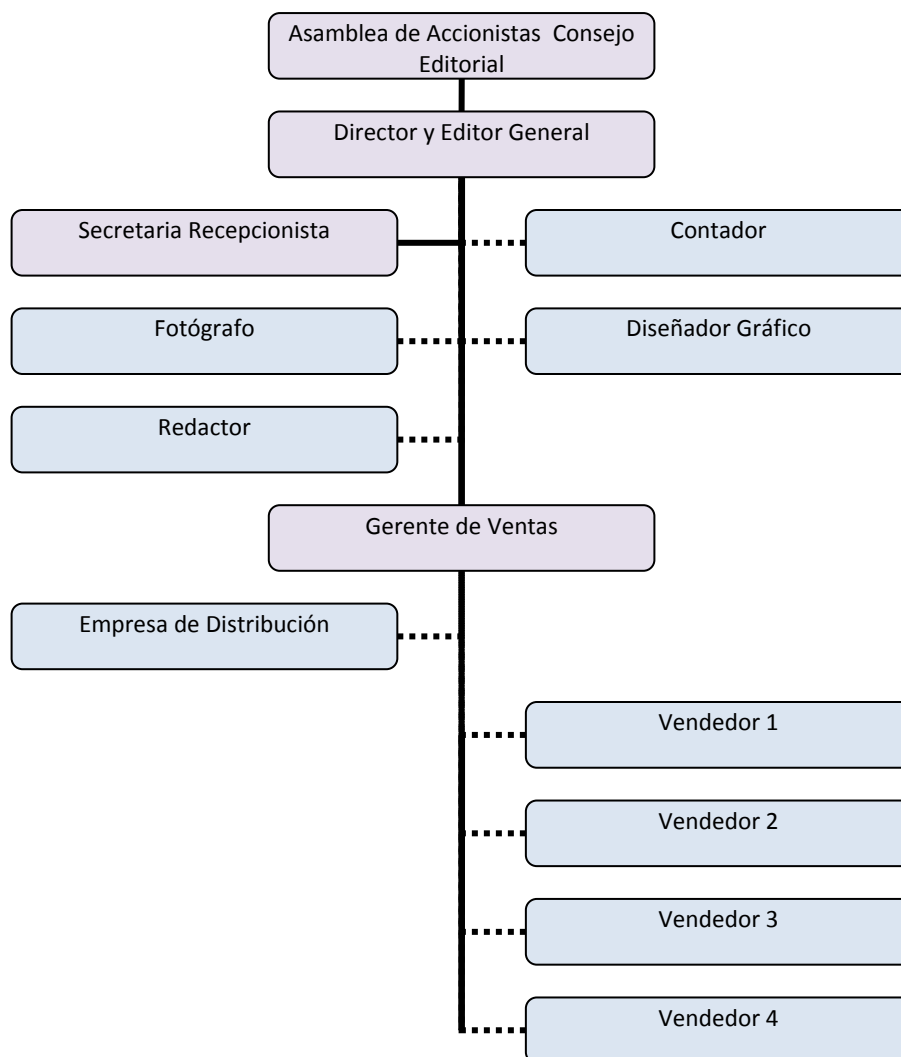 Asamblea de Accionistas  Consejo
Editorial
Director y Editor General
Secretaria Recepcionista
Contador
Fotógrafo
Diseñador Gráfico
Redactor
Gerente de Ventas
Empresa de Distribución
Vendedor 1
Vendedor 2
Vendedor 3
Vendedor 4